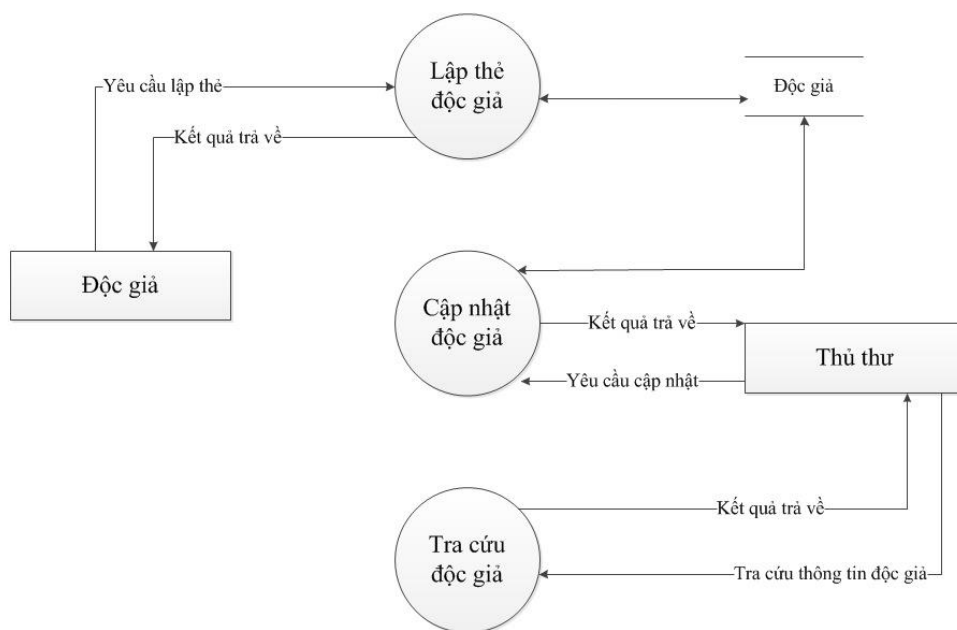 Lập thẻ
độc giả
Yêu cầu lập thẻ
Độc giả
Kết quả trả về
Độc giả
Cập nhật
độc giả
Kết quả trả về
Thủ thư
Yêu cầu cập nhật
Kết quả trả về
Tra cứu
độc giả
Tra cứu thông tin độc giả